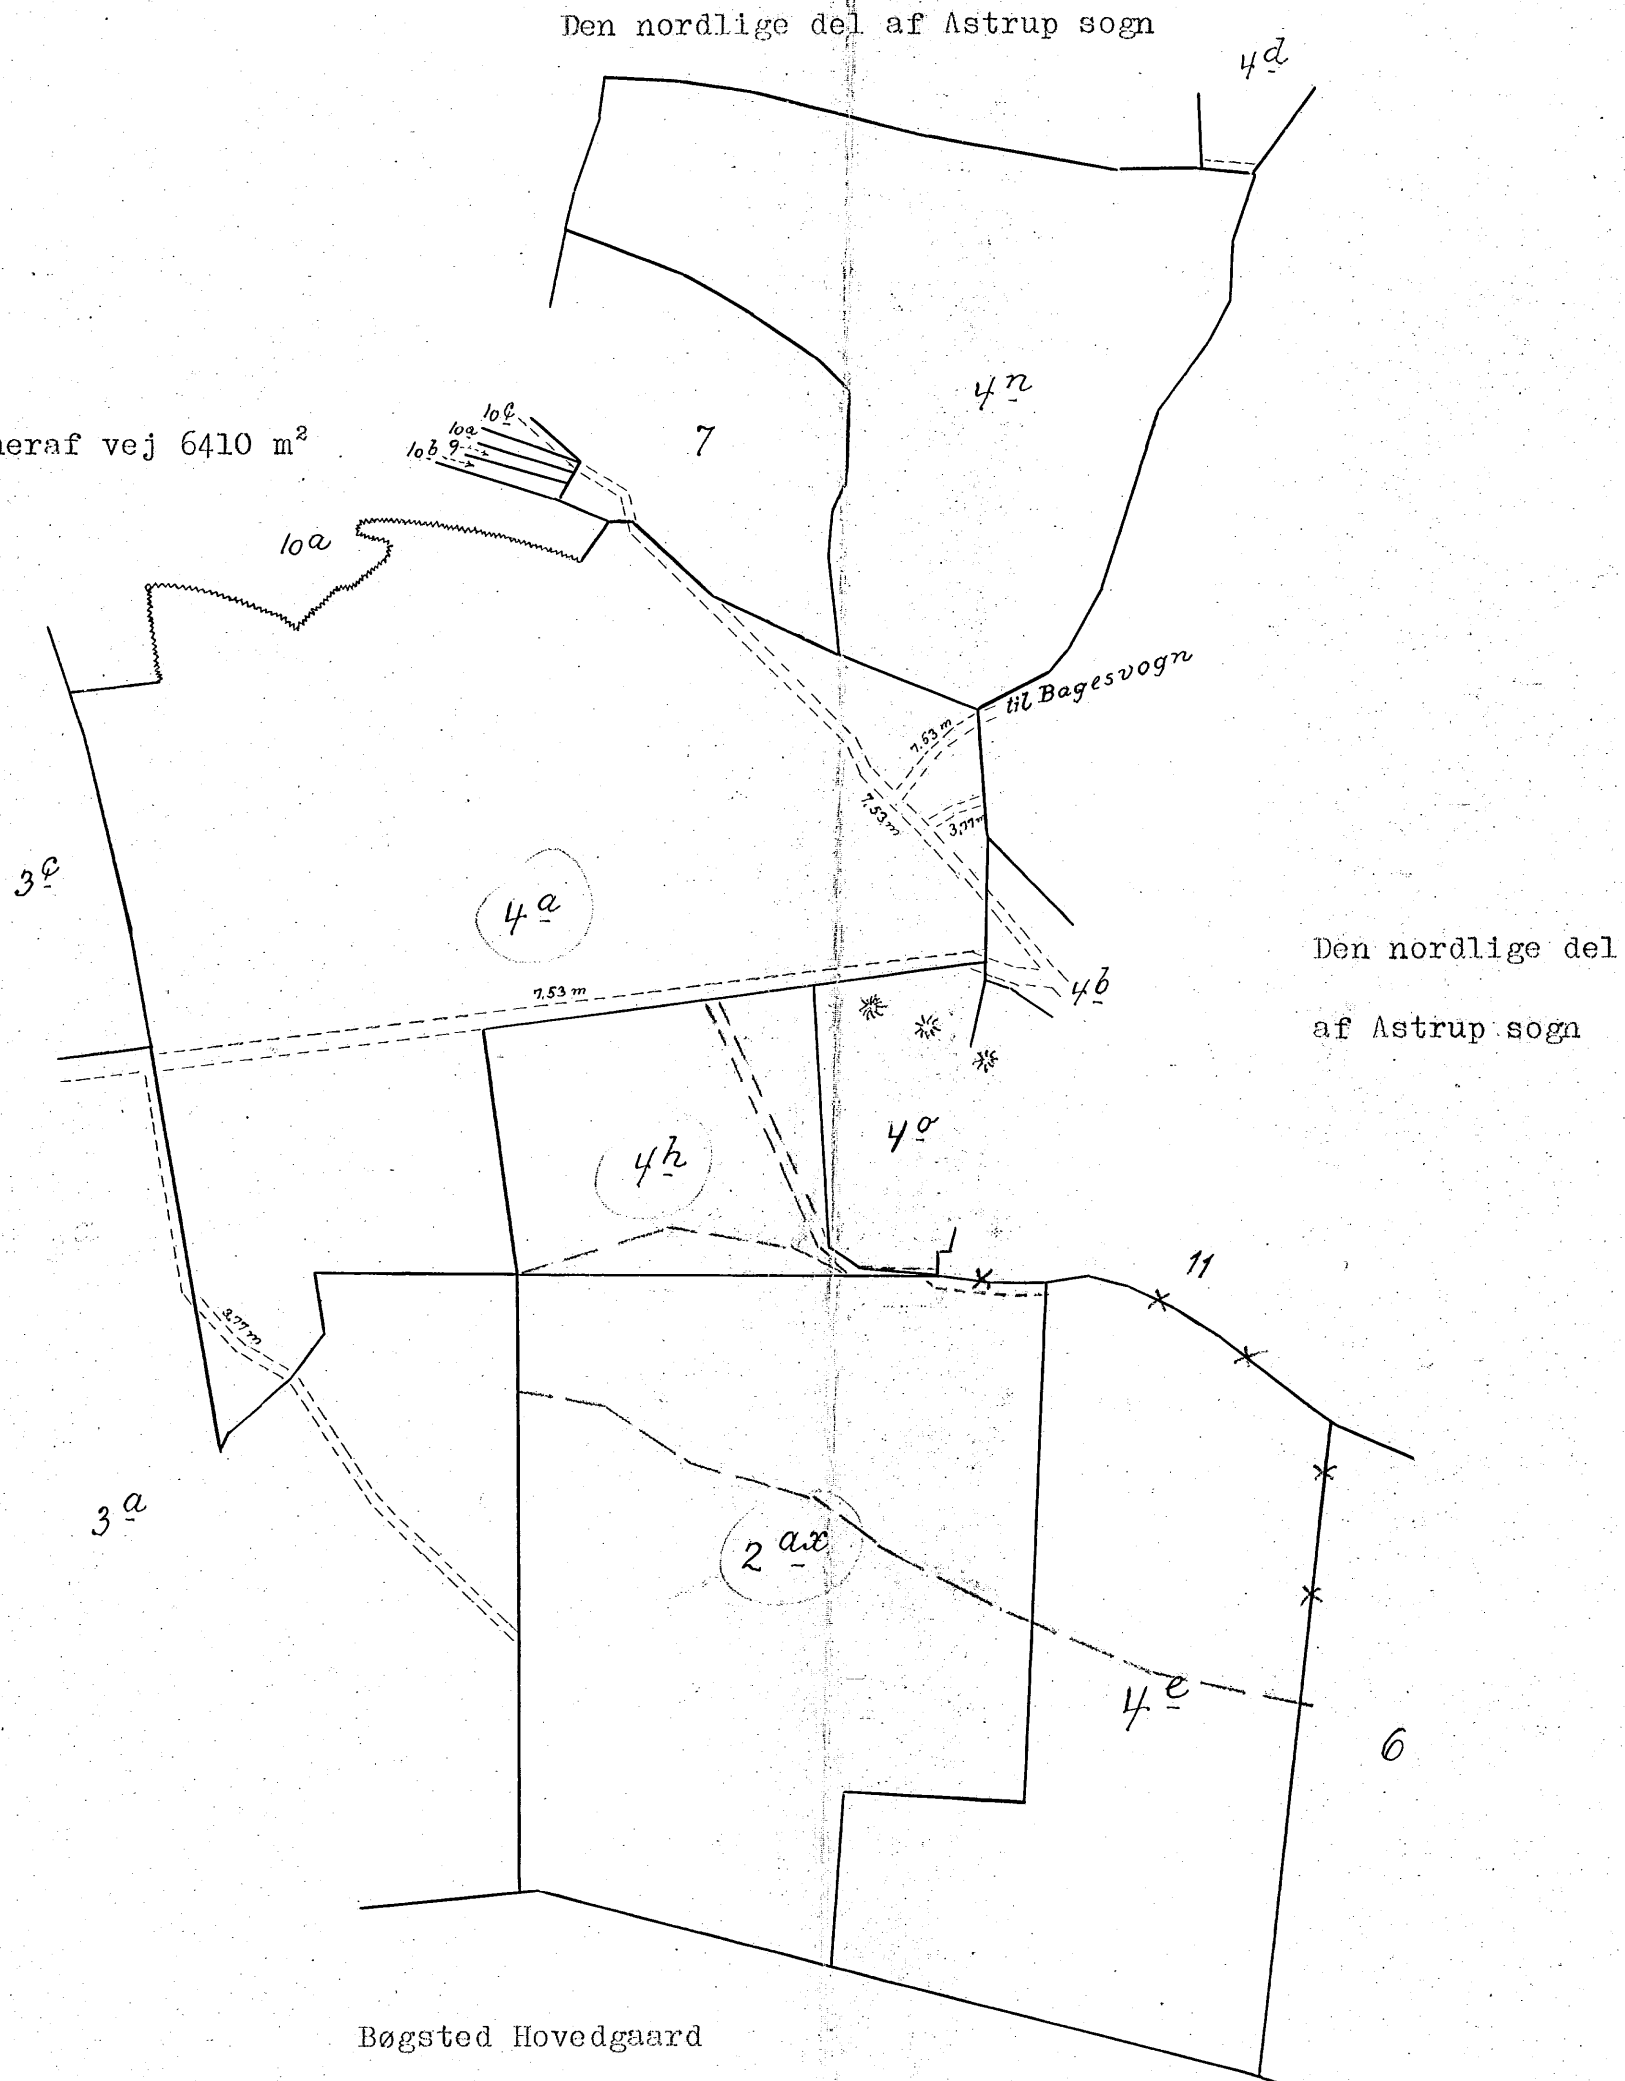 Den nordlige del af Astrup sogn
4d
4n
10c
10a
7
heraf vej 6410 m²
10b 9
10a
til Bagesvogn
7.53 m
7.53 m
3,77 m
3c
4a
Den nordlige del
4b
7.53 m
af Astrup sogn
4o
4h
11
3,77 m
3a
2ax
4e
6
Bøgsted Hovedgaard